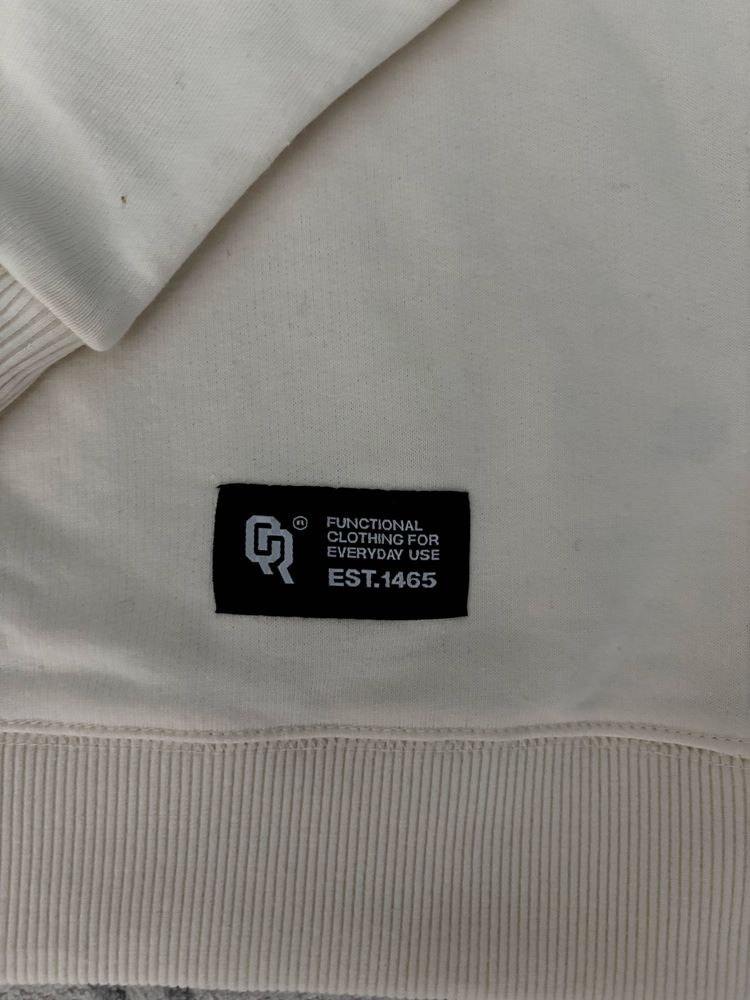 FUNCTIONAL
CLOTHING FOR
EVERYDAY USE
EST.1465